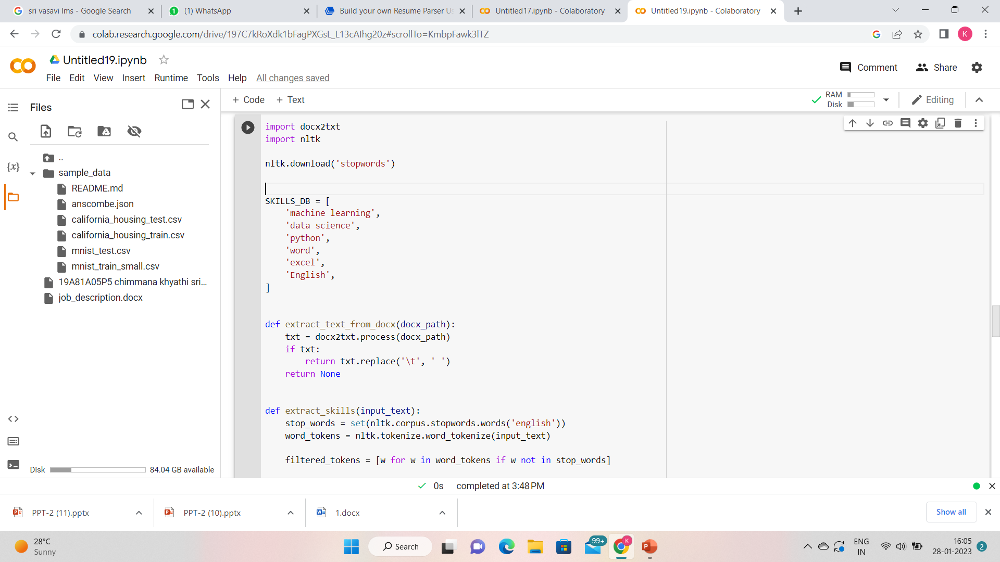 sri vasavi lms - Google Search
(1) WhatsApp
Build your own Resume Parser Us
Untitled17.ipynb - Colaboratory
Untitled19.ipynb - Colaboratory
colab.research.google.com/drive/197C7kRoXdk1bFagPXGsL_L13cAIhg20z#scrollTo=KmbpFawk3lTZ
K
Untitled19.ipynb
File Edit View Insert Runtime Tools Help All changes saved
Comment
Share
Files
+ Code + Text
RAM
Disk
Editing
..
sample_data
README.md
anscombe.json
california_housing_test.csv
california_housing_train.csv
mnist_test.csv
mnist_train_small.csv
19A81A05P5 chimmana khyathi sri...
job_description.docx
{x}
Disk
84.04 GB available
import docx2txt
import nltk
nltk.download('stopwords')
SKILLS_DB = [
'machine learning',
'data science',
'python',
'word',
'excel',
'English',
]
def extract_text_from_docx(docx_path):
txt = docx2txt.process(docx_path)
if txt:
return txt.replace('\t', ' ')
return None
def extract_skills(input_text):
stop_words = set(nltk.corpus.stopwords.words('english'))
word_tokens = nltk.tokenize.word_tokenize(input_text)
filtered_tokens = [w for w in word_tokens if w not in stop_words]
0s completed at 3:48 PM
PPT-2 (11).pptx
PPT-2 (10).pptx
1.docx
Show all
28°C
Sunny
Search
99+
K
ENG
IN
16:05
28-01-2023
2